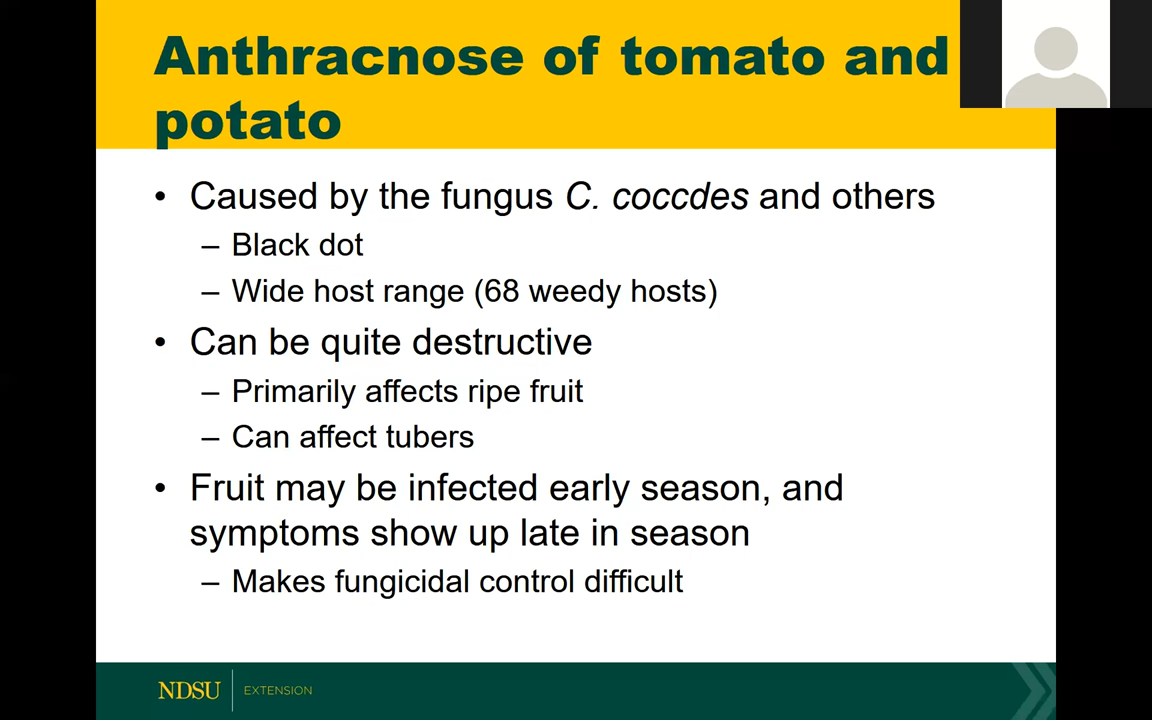 Anthracnose of tomato and
potato
• Caused by the fungus C. coccdes and others
– Black dot
– Wide host range (68 weedy hosts)
• Can be quite destructive
– Primarily affects ripe fruit
– Can affect tubers
• Fruit may be infected early season, and
symptoms show up late in season
– Makes fungicidal control difficult
NDSU EXTENSION